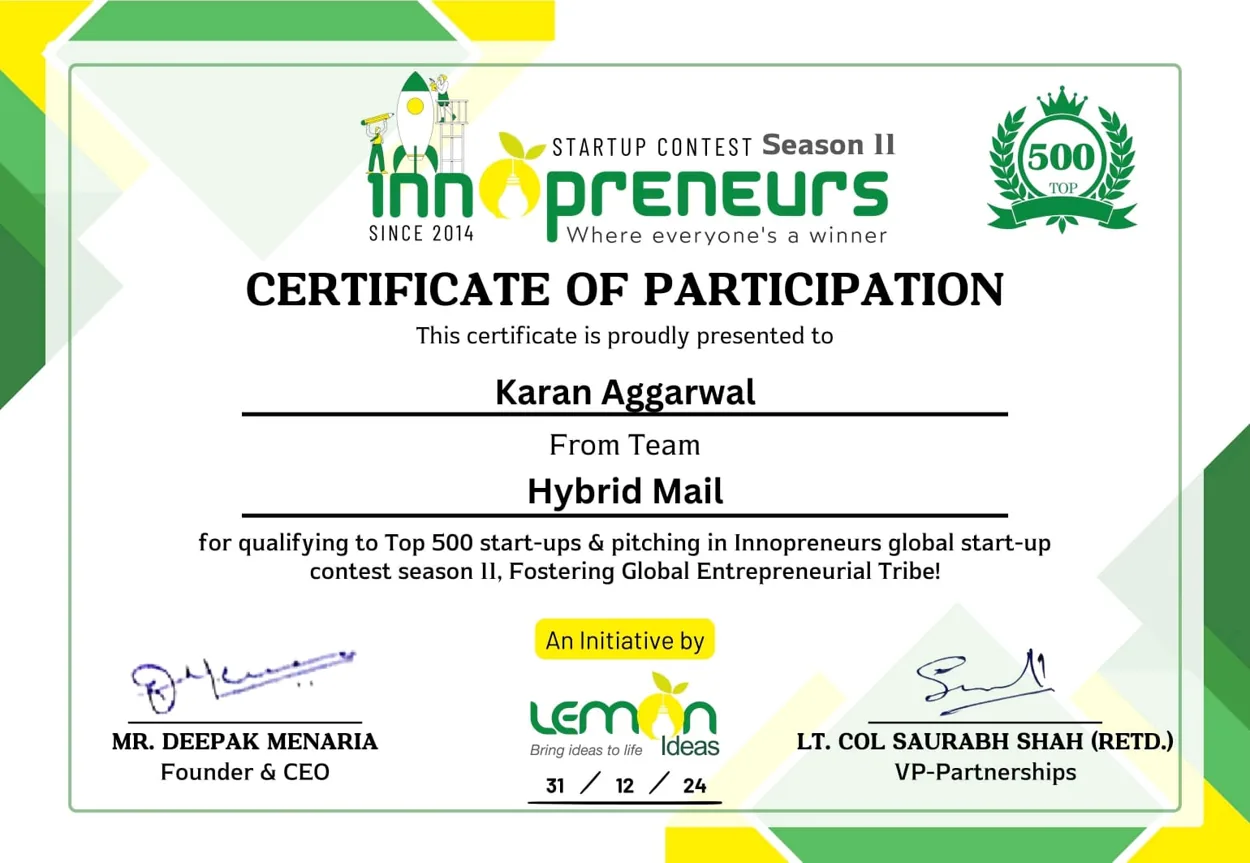 STARTUP CONTEST Season 11
innopreneurs
SINCE 2014
Where everyone's a winner
500
TOP
CERTIFICATE OF PARTICIPATION
This certificate is proudly presented to
Karan Aggarwal
From Team
Hybrid Mail
for qualifying to Top 500 start-ups & pitching in Innopreneurs global start-up
contest season 11, Fostering Global Entrepreneurial Tribe!
An Initiative by
LEMON
Ideas
Bring ideas to life
31 / 12 / 24
MR. DEEPAK MENARIA
Founder & CEO
LT. COL SAURABH SHAH (RETD.)
VP-Partnerships